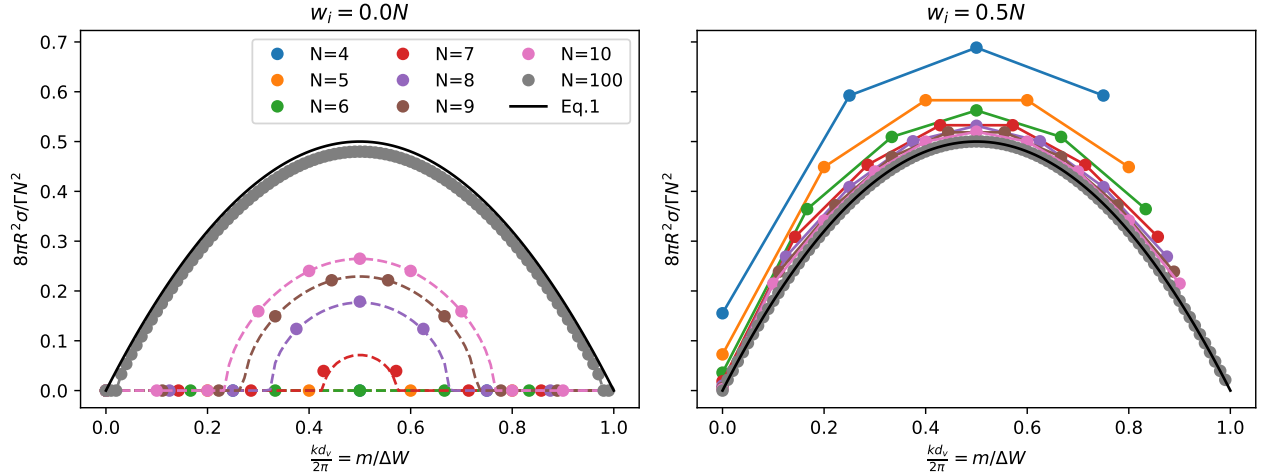 w_i = 0.0N
w_i = 0.5N
8πR²σ/ΓN²
0.7
0.6
0.5
0.4
0.3
0.2
0.1
0.0
N=4
N=5
N=6
N=7
N=8
N=9
N=10
N=100
Eq.1
0.0 0.2 0.4 0.6 0.8 1.0
kd_v/2π = m/ΔW
8πR²σ/ΓN²
0.0 0.2 0.4 0.6 0.8 1.0
kd_v/2π = m/ΔW